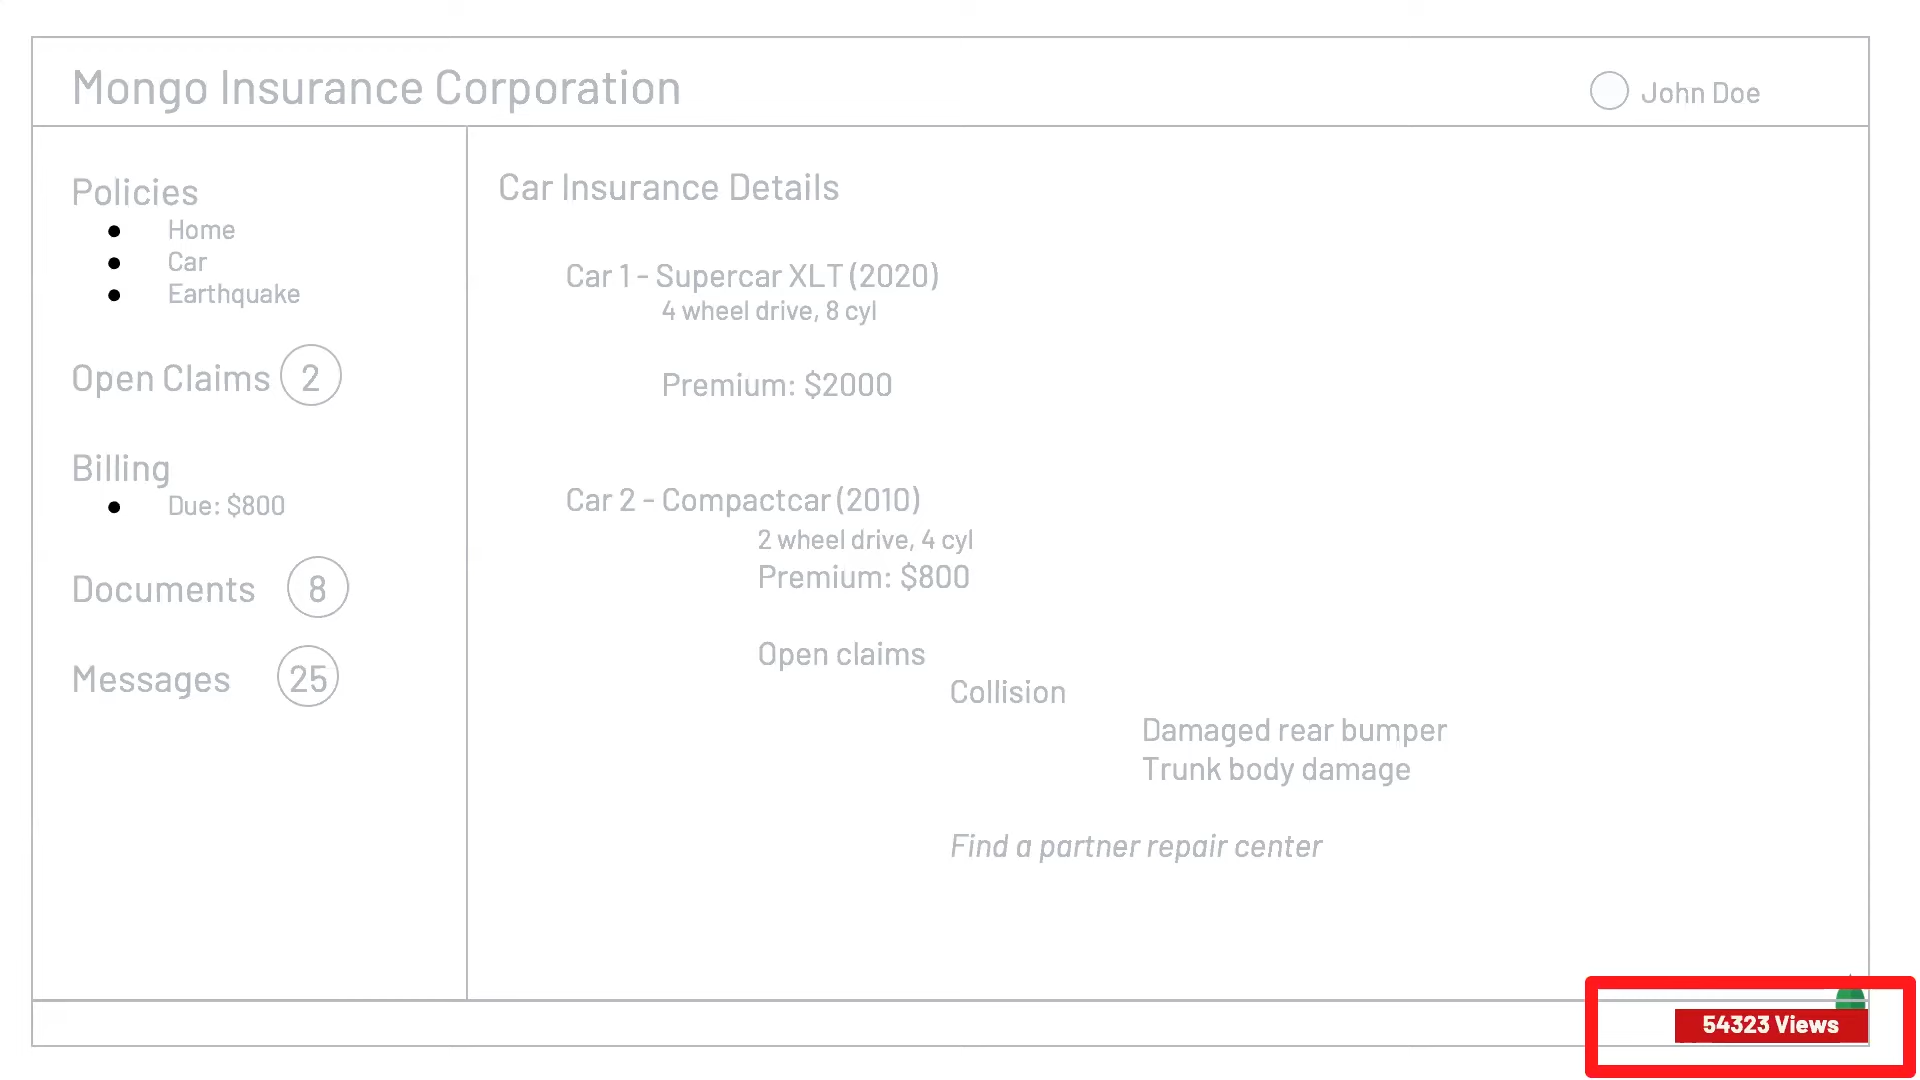 Mongo Insurance Corporation
John Doe
Policies
Home
Car
Earthquake
Open Claims 2
Billing
Due: $800
Documents 8
Messages 25
Car Insurance Details
Car 1 - Supercar XLT (2020)
4 wheel drive, 8 cyl
Premium: $2000
Car 2 - Compactcar (2010)
2 wheel drive, 4 cyl
Premium: $800
Open claims
Collision
Damaged rear bumper
Trunk body damage
Find a partner repair center
54323 Views